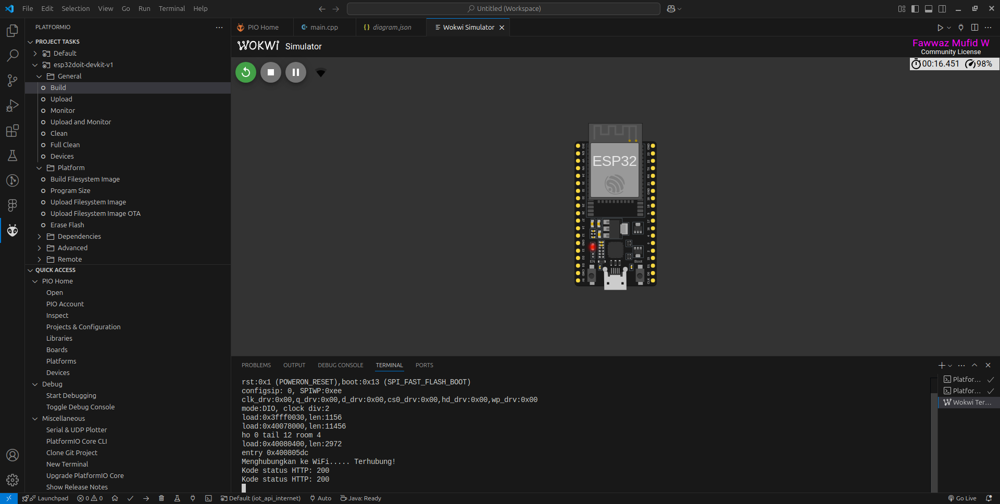 File Edit Selection View Go Run Terminal Help
Untitled (Workspace)
PLATFORMIO
PROJECT TASKS
Default
esp32doit-devkit-v1
General
Build
Upload
Monitor
Upload and Monitor
Clean
Full Clean
Devices
Platform
Build Filesystem Image
Program Size
Upload Filesystem Image
Upload Filesystem Image OTA
Erase Flash
Dependencies
Advanced
Remote
QUICK ACCESS
PIO Home
Open
PIO Account
Inspect
Projects & Configuration
Libraries
Boards
Platforms
Devices
Debug
Start Debugging
Toggle Debug Console
Miscellaneous
Serial & UDP Plotter
PlatformIO Core CLI
Clone Git Project
New Terminal
Upgrade PlatformIO Core
Show Release Notes
PIO Home main.cpp {} diagram.json Wokwi Simulator
WOKWI Simulator
Fawwaz Mufid W
Community License
00:16.451 98%
ESP32
EN Boot
PROBLEMS OUTPUT DEBUG CONSOLE TERMINAL PORTS
rst:0x1 (POWERON_RESET),boot:0x13 (SPI_FAST_FLASH_BOOT)
configsip: 0, SPIWP:0xee
clk_drv:0x00,q_drv:0x00,d_drv:0x00,cs0_drv:0x00,hd_drv:0x00,wp_drv:0x00
mode:DIO, clock div:2
load:0x3fff0030,len:1156
load:0x40078000,len:11456
ho 0 tail 12 room 4
load:0x40080400,len:2972
entry 0x400805dc
Menghubungkan ke WiFi..... Terhubung!
Kode status HTTP: 200
Kode status HTTP: 200
Platfor...
Platfor...
Wokwi Ter...
Launchpad 0 0 Default (iot_api_internet) Auto Java: Ready Go Live